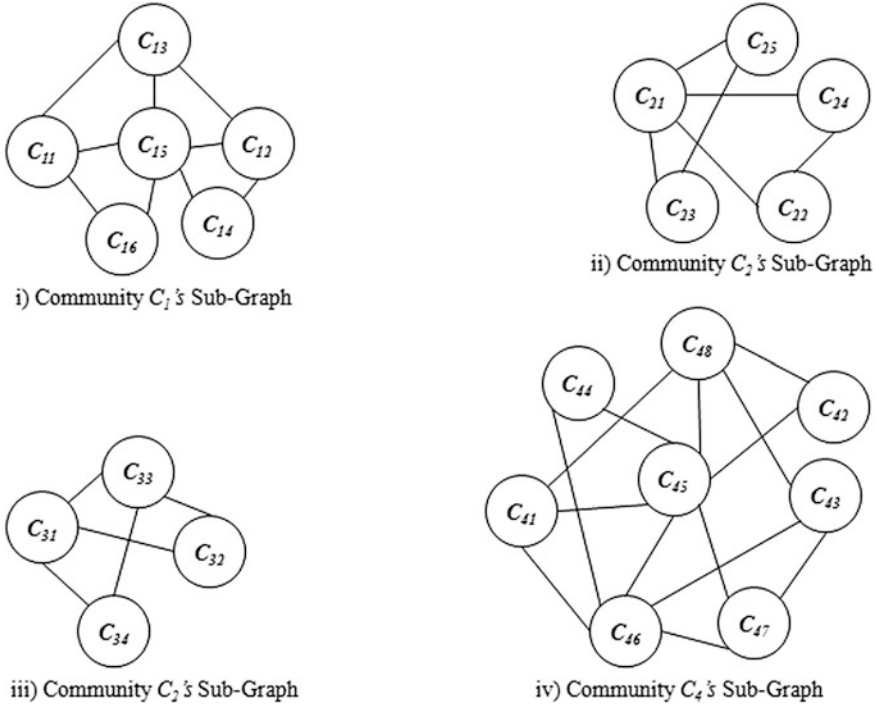 C13
C11
C15
C12
C16
C14
i) Community C1's Sub-Graph
C25
C21
C24
C23
C22
ii) Community C2's Sub-Graph
C33
C31
C32
C34
iii) Community C2's Sub-Graph
C48
C44
C42
C45
C43
C41
C46
C47
iv) Community C4's Sub-Graph